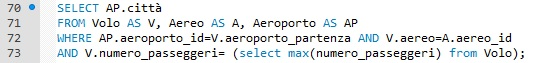 70 SELECT AP.città
71 FROM Volo AS V, Aereo AS A, Aeroporto AS AP
72 WHERE AP.aeroporto_id=V.aeroporto_partenza AND V.aereo=A.aereo_id
73 AND V.numero_passeggeri= (select max(numero_passeggeri) from Volo);